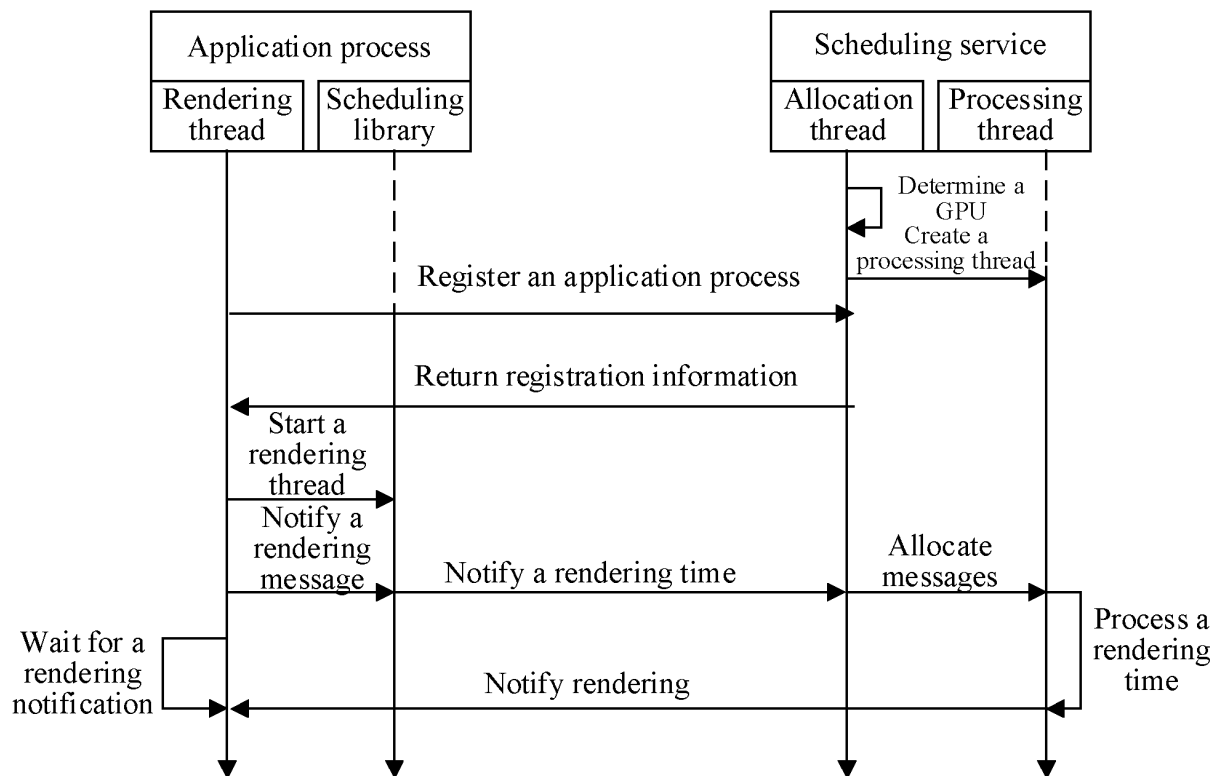 Application process
Scheduling service
Rendering
thread
Scheduling
library
Allocation
thread
Processing
thread
Determine a
GPU
Create a
processing thread
Register an application process
Return registration information
Start a
rendering
thread
Notify a
rendering
message
Notify a rendering time
Allocate
messages
Wait for a
rendering
notification
Notify rendering
Process a
rendering
time